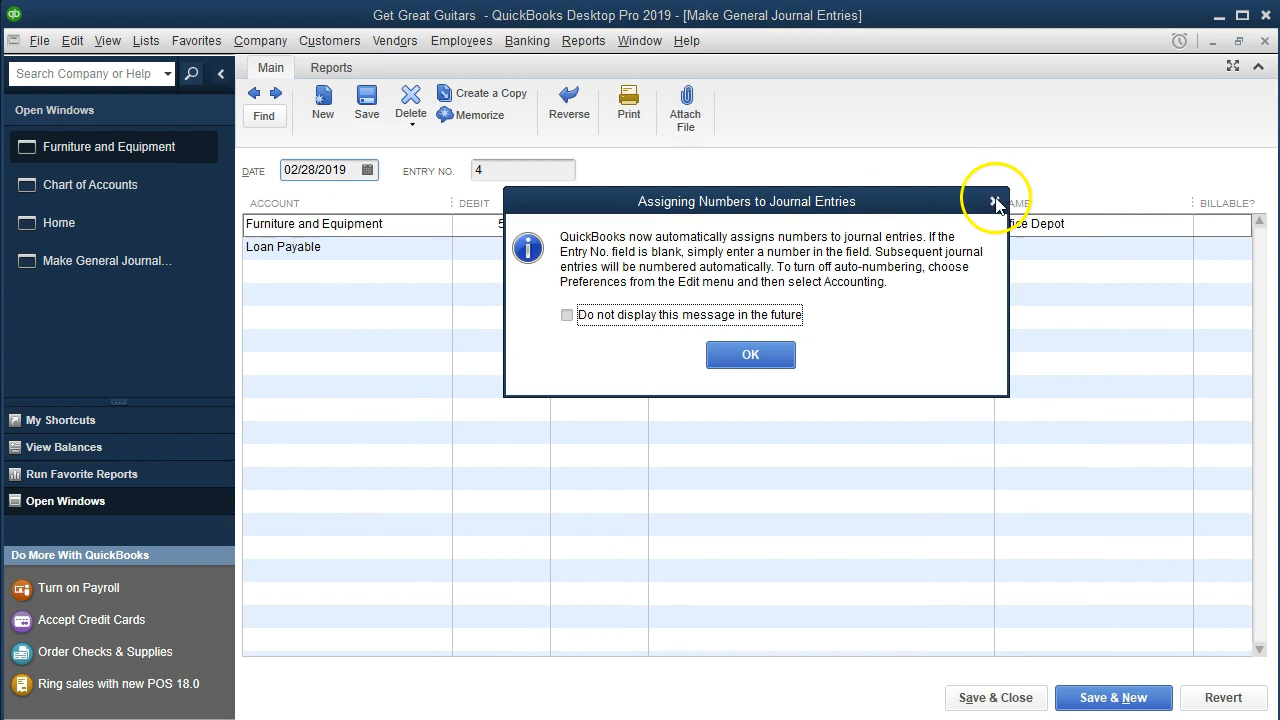 Get Great Guitars - QuickBooks Desktop Pro 2019 - [Make General Journal Entries]
File Edit View Lists Favorites Company Customers Vendors Employees Banking Reports Window Help
Search Company or Help
Main Reports
Find
New
Save
Delete
Create a Copy
Memorize
Reverse
Print
Attach
File
Open Windows
Furniture and Equipment
Chart of Accounts
Home
Make General Journal...
My Shortcuts
View Balances
Run Favorite Reports
Open Windows
Do More With QuickBooks
Turn on Payroll
Accept Credit Cards
Order Checks & Supplies
Ring sales with new POS 18.0
DATE 02/28/2019 ENTRY NO. 4
ACCOUNT DEBIT BILLABLE?
Furniture and Equipment 5 Depot
Loan Payable
Assigning Numbers to Journal Entries
QuickBooks now automatically assigns numbers to journal entries. If the
Entry No. field is blank, simply enter a number in the field. Subsequent journal
entries will be numbered automatically. To turn off auto-numbering, choose
Preferences from the Edit menu and then select Accounting.
Do not display this message in the future
OK
Save & Close Save & New Revert